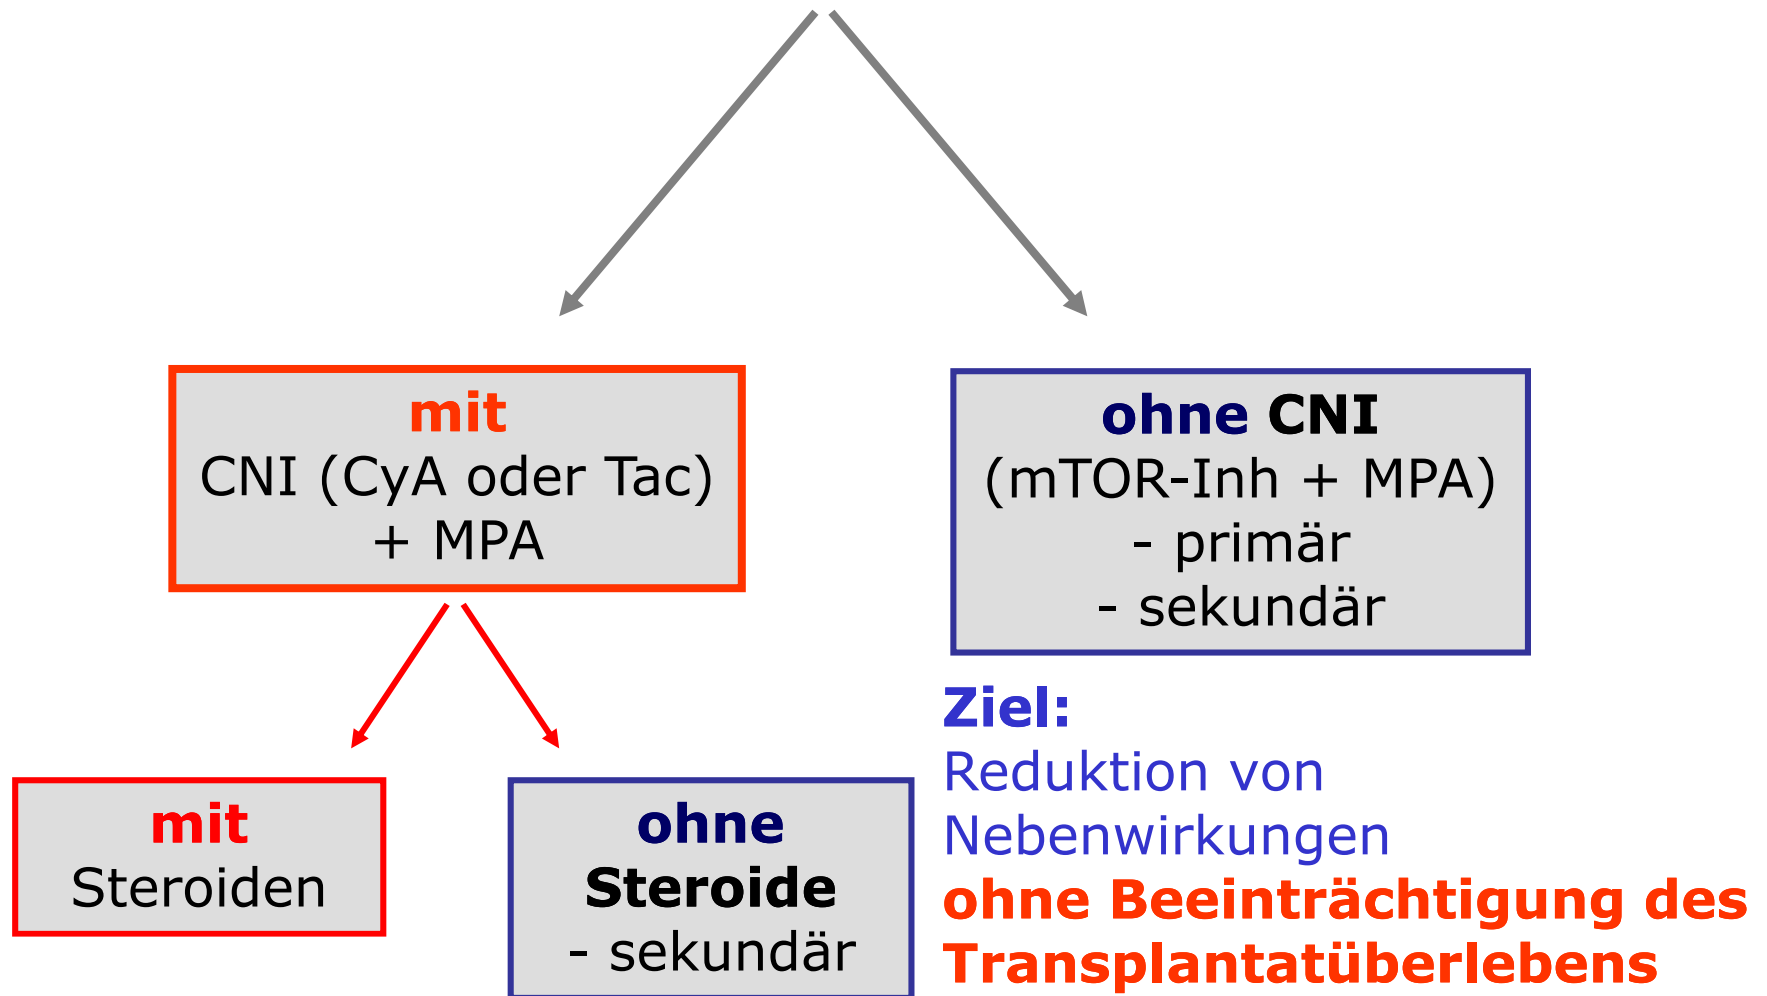 mit
CNI (CyA oder Tac)
+ MPA
ohne CNI
(mTOR-Inh + MPA)
- primär
- sekundär
mit
Steroiden
ohne
Steroide
- sekundär
Ziel:
Reduktion von
Nebenwirkungen
ohne Beeinträchtigung des
Transplantatüberlebens